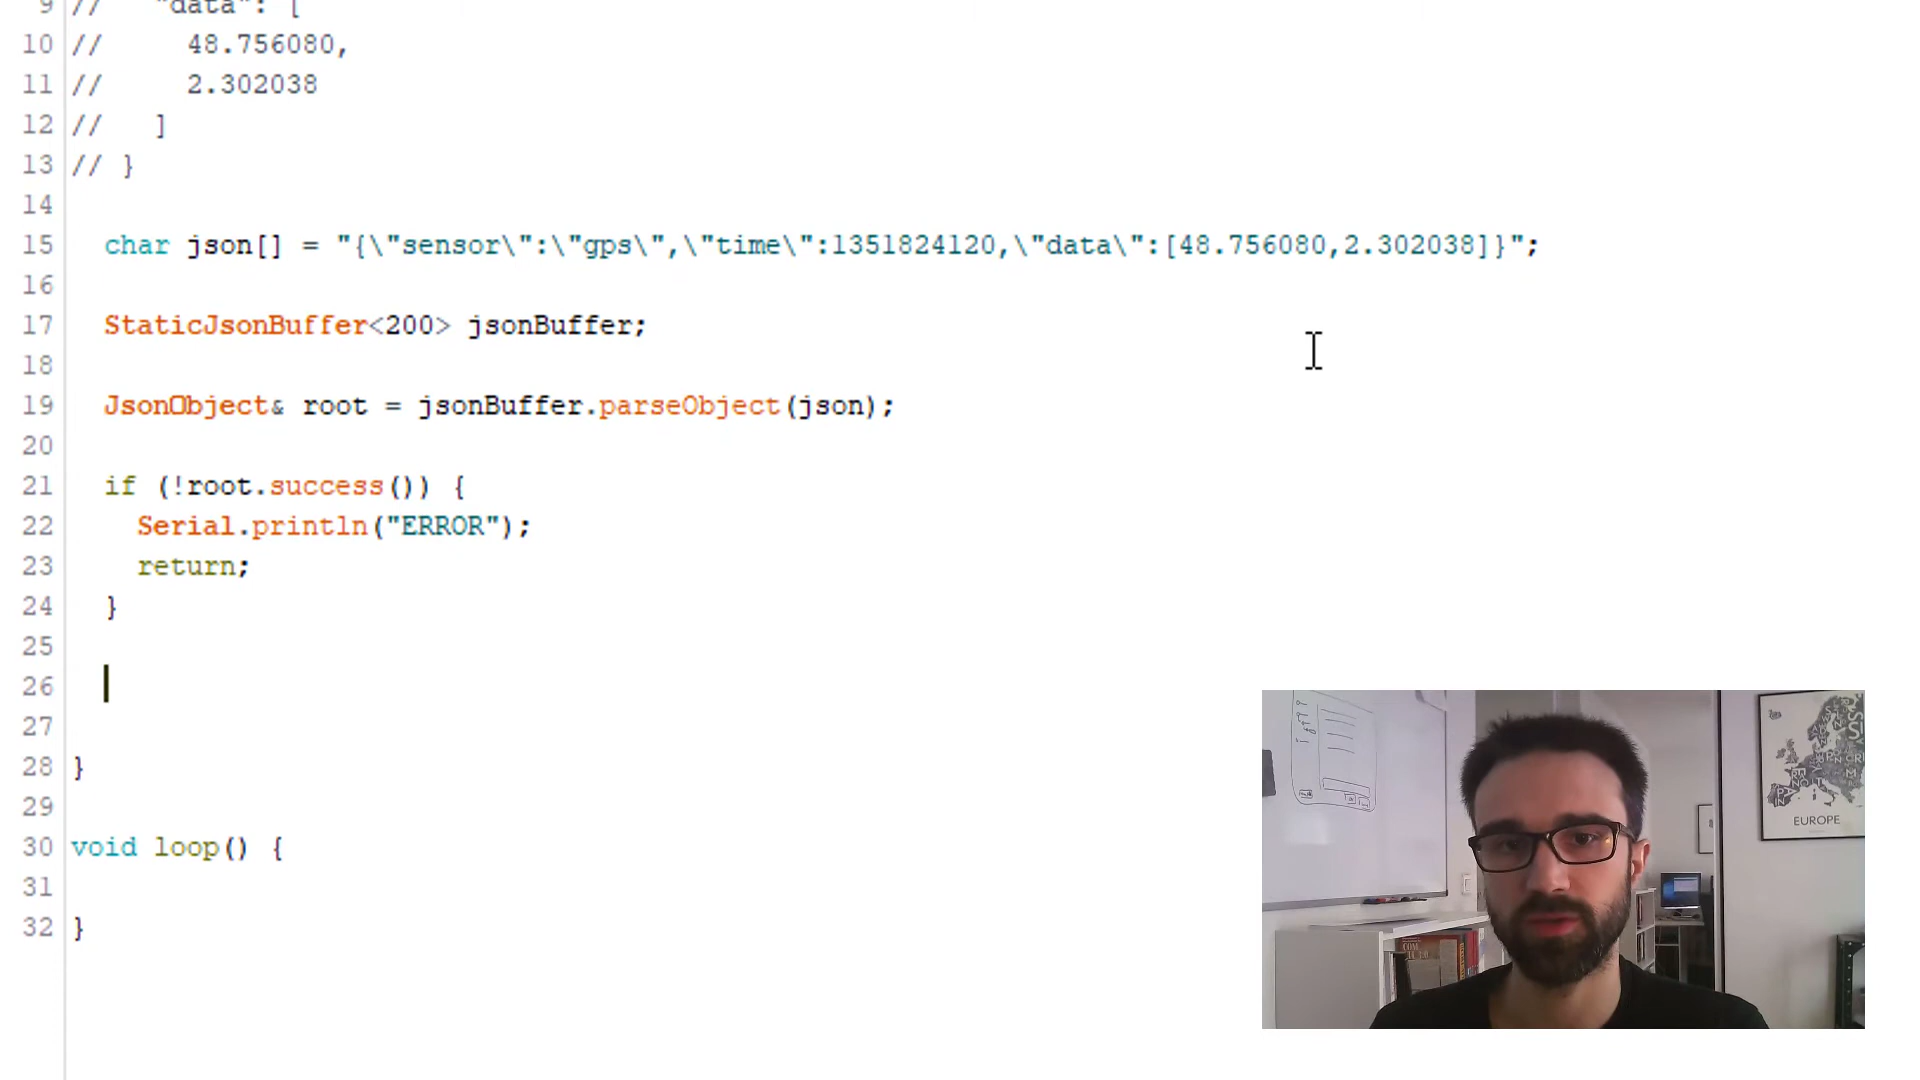 9 // "data": [
10 // 48.756080,
11 // 2.302038
12 // ]
13 // }
14
15 char json[] = "{\"sensor\":\"gps\",\"time\":1351824120,\"data\":[48.756080,2.302038]}";
16
17 StaticJsonBuffer<200> jsonBuffer;
18
19 JsonObject& root = jsonBuffer.parseObject(json);
20
21 if (!root.success()) {
22 Serial.println("ERROR");
23 return;
24 }
25
26
27
28 }
29
30 void loop() {
31
32 }
EUROPE